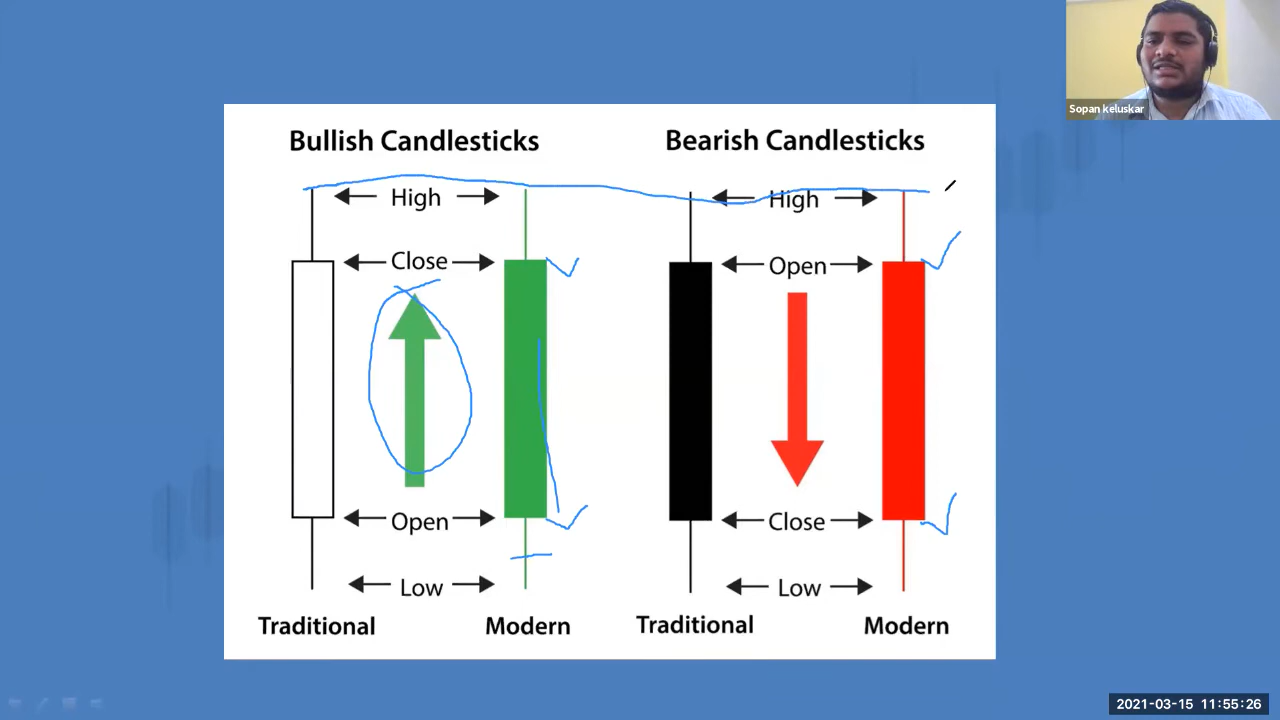 Sopan keluskar
Bullish Candlesticks
Bearish Candlesticks
High
High
Close
Open
Open
Close
Low
Low
Traditional
Modern
Traditional
Modern
2021-03-15 11:55:26